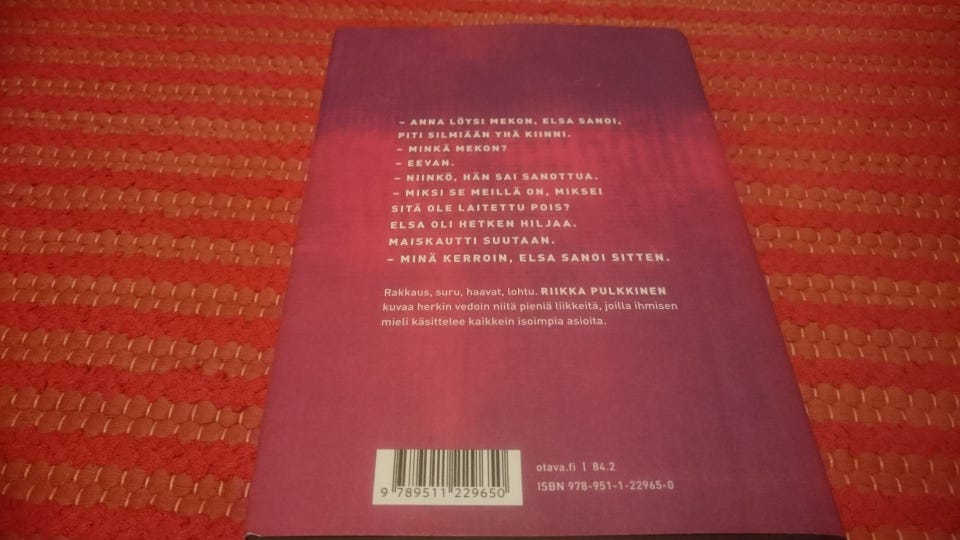 – ANNA LÖYSI MEKON, ELSA SANOI,
PITI SILMIÄÄN YHÄ KIINNI.
– MINKÄ MEKON?
– EEVAN.
– NIINKÖ, HÄN SAI SANOTTUA.
– MIKSI SE MEILLÄ ON, MIKSEI
SITÄ OLE LAITETTU POIS?
ELSA OLI HETKEN HILJAA.
MAISKAUTTI SUUTAAN.
– MINÄ KERROIN, ELSA SANOI SITTEN.
Rakkaus, suru, haavat, lohtu. RIIKKA PULKKINEN
kuvaa herkin vedoin niitä pieniä liikkeitä, joilla ihmisen
mieli käsittelee kaikkein isoimpia asioita.
otava.fi | 84.2
ISBN 978-951-1-22965-0
9 789511 229650